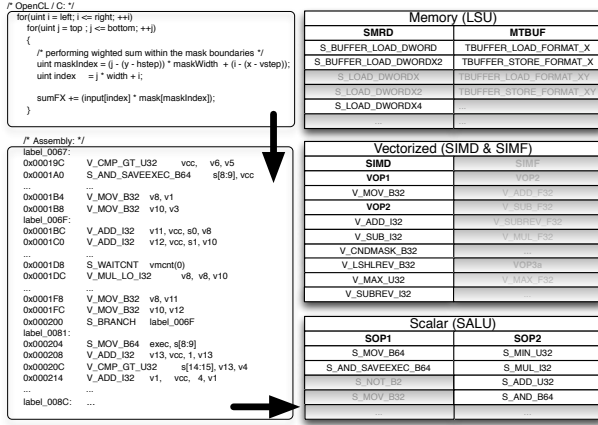 /* OpenCL / C: */
for(uint i = left; i <= right; ++i)
for(uint j = top ; j <= bottom; ++j)
{
/* performing wighted sum within the mask boundaries */
uint maskIndex = (j - (y - hstep)) * maskWidth + (i - (x - vstep));
uint index = j * width + i;
sumFX += (input[index] * mask[maskIndex]);
}
/* Assembly: */
label_0067:
0x00019C V_CMP_GT_U32 vcc, v6, v5
0x0001A0 S_AND_SAVEEXEC_B64 s[8:9], vcc
... ...
0x0001B4 V_MOV_B32 v8, v1
0x0001B8 V_MOV_B32 v10, v3
label_006F:
0x0001BC V_ADD_I32 v11, vcc, s0, v8
0x0001C0 V_ADD_I32 v12, vcc, s1, v10
... ...
0x0001D8 S_WAITCNT vmcnt(0)
0x0001DC V_MUL_LO_I32 v8, v8, v10
... ...
0x0001F8 V_MOV_B32 v8, v11
0x0001FC V_MOV_B32 v10, v12
0x000200 S_BRANCH label_006F
label_0081:
0x000204 S_MOV_B64 exec, s[8:9]
0x000208 V_ADD_I32 v13, vcc, 1, v13
0x00020C V_CMP_GT_U32 s[14:15], v13, v4
0x000214 V_ADD_I32 v1, vcc, 4, v1
... ...
label_008C: ...
Memory (LSU)
SMRD MTBUF
S_BUFFER_LOAD_DWORD TBUFFER_LOAD_FORMAT_X
S_BUFFER_LOAD_DWORDX2 TBUFFER_STORE_FORMAT_X
S_LOAD_DWORDX TBUFFER_LOAD_FORMAT_XY
S_LOAD_DWORDX2 TBUFFER_STORE_FORMAT_XY
S_LOAD_DWORDX4 ...
... ...
Vectorized (SIMD & SIMF)
SIMD SIMF
VOP1 VOP2
V_MOV_B32 V_ADD_F32
VOP2 V_SUB_F32
V_ADD_I32 V_SUBREV_F32
V_SUB_I32 V_MUL_F32
V_CNDMASK_B32 ...
V_LSHLREV_B32 VOP3a
V_MAX_U32 V_MAX_F32
V_SUBREV_I32 ...
Scalar (SALU)
SOP1 SOP2
S_MOV_B64 S_MIN_U32
S_AND_SAVEEXEC_B64 S_MUL_I32
S_NOT_B2 S_ADD_U32
S_MOV_B32 S_AND_B64
... ...